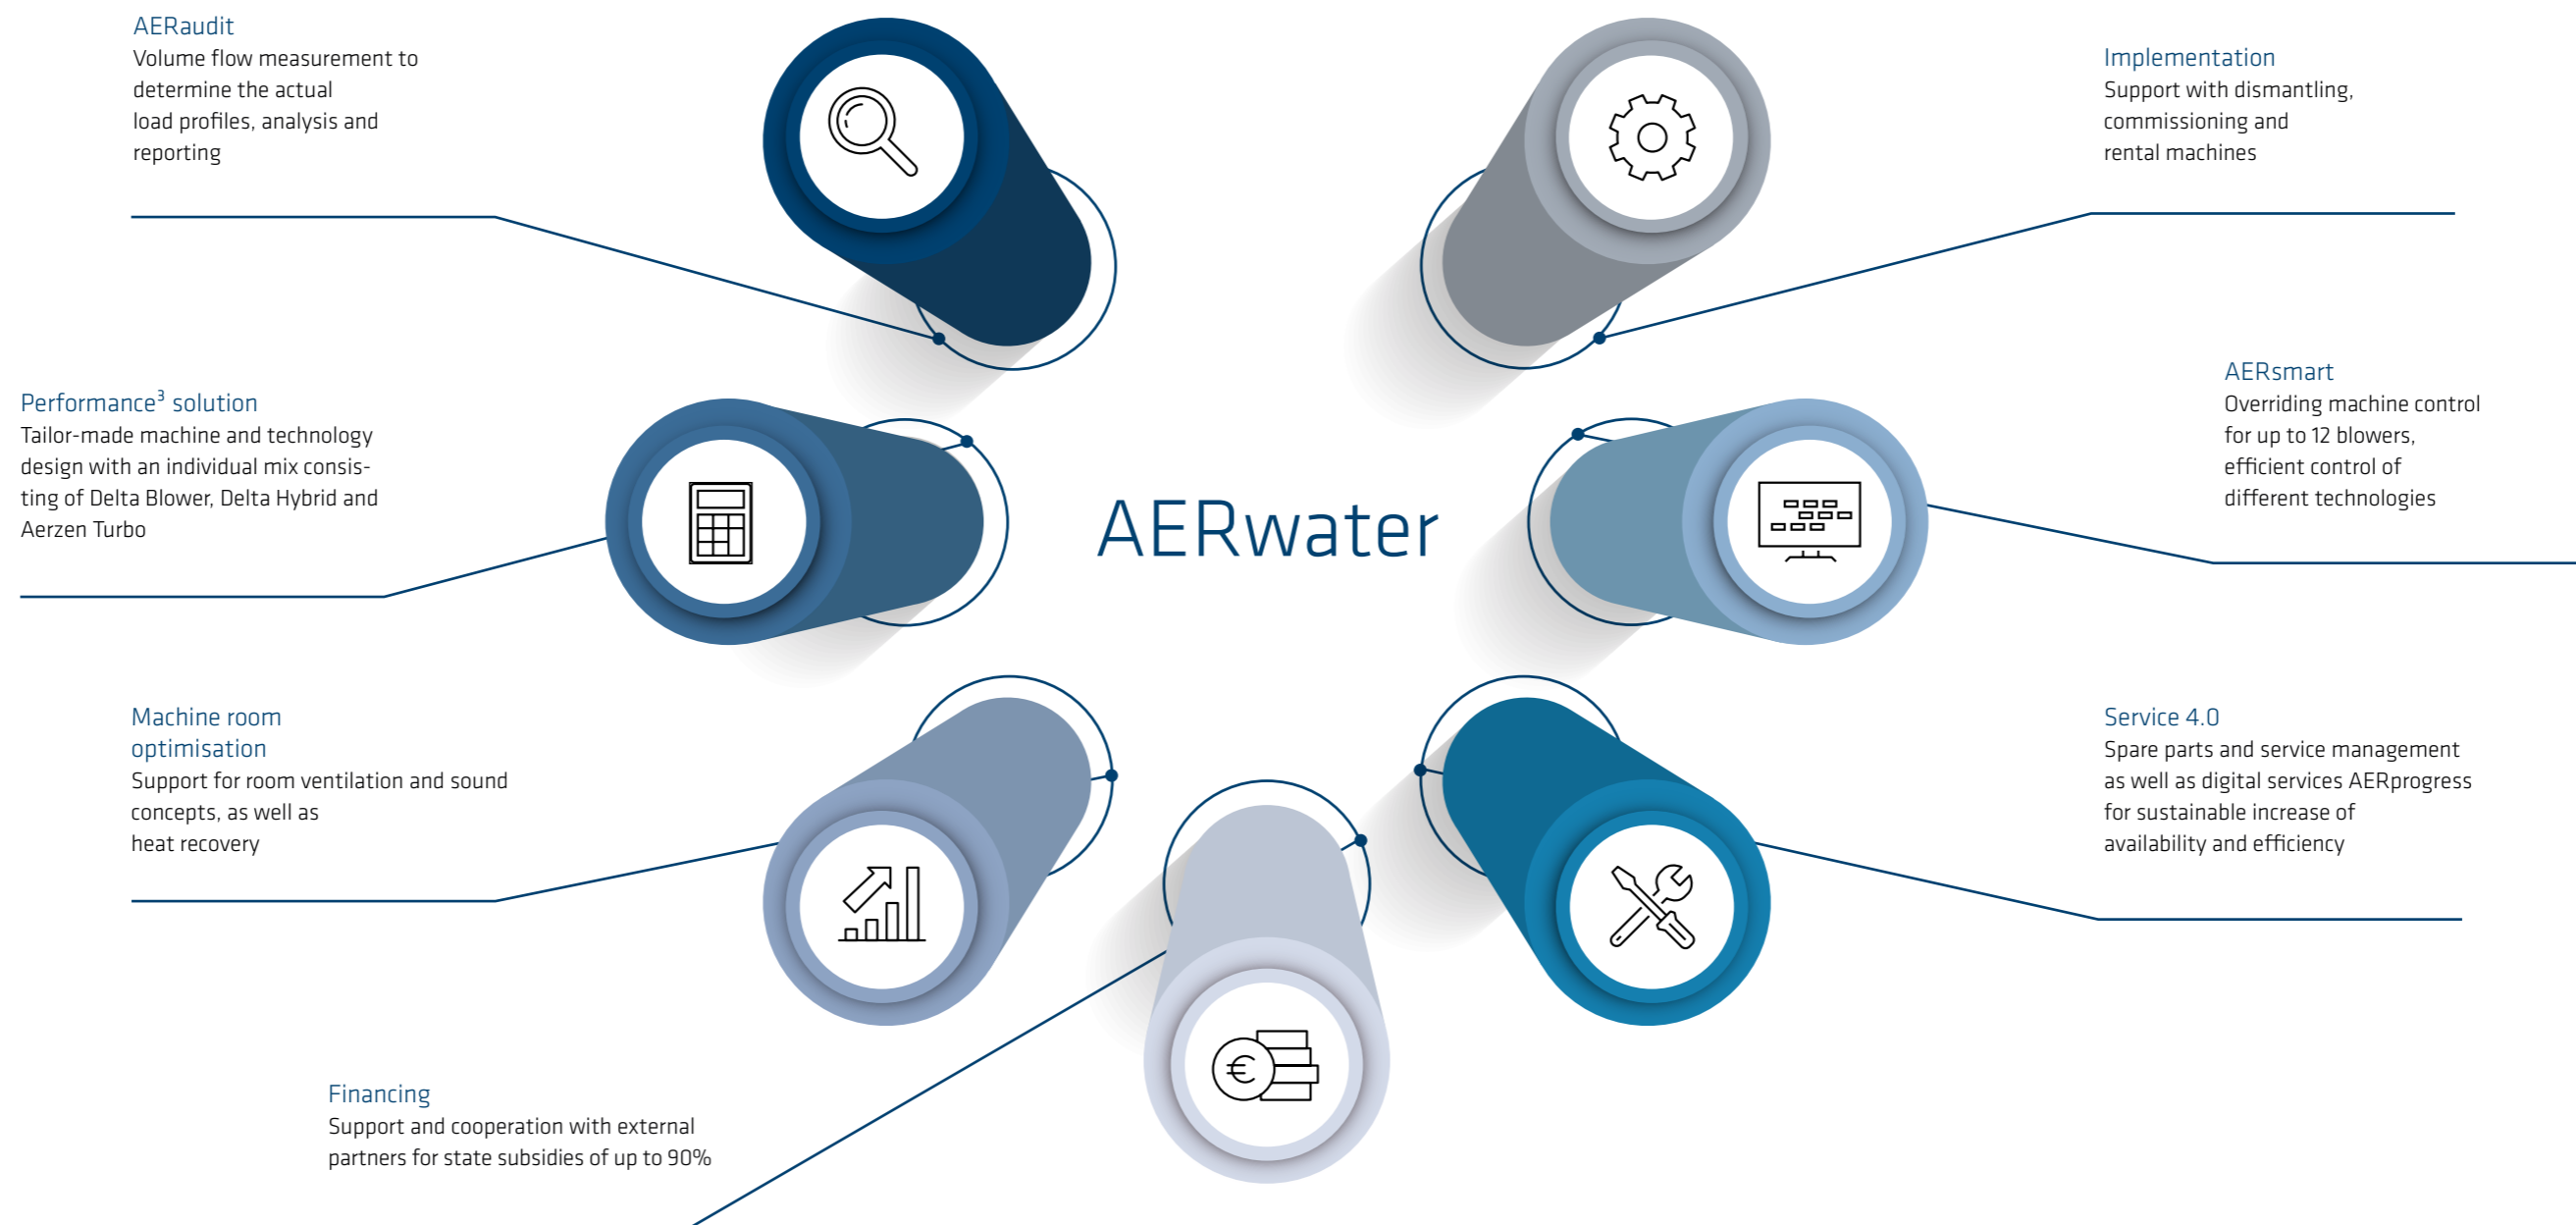 AERaudit
Volume flow measurement to
determine the actual
load profiles, analysis and
reporting
Implementation
Support with dismantling,
commissioning and
rental machines
Performance³ solution
Tailor-made machine and technology
design with an individual mix consis-
ting of Delta Blower, Delta Hybrid and
Aerzen Turbo
AERwater
AERsmart
Overriding machine control
for up to 12 blowers,
efficient control of
different technologies
Machine room
optimisation
Support for room ventilation and sound
concepts, as well as
heat recovery
Service 4.0
Spare parts and service management
as well as digital services AERprogress
for sustainable increase of
availability and efficiency
€
Financing
Support and cooperation with external
partners for state subsidies of up to 90%